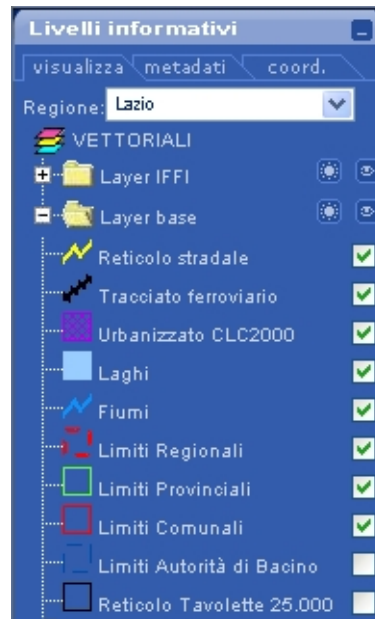 Livelli informativi
visualizza metadati coord.
Regione: Lazio
VETTORIALI
Layer IFFI
Layer base
Reticolo stradale
Tracciato ferroviario
Urbanizzato CLC2000
Laghi
Fiumi
Limiti Regionali
Limiti Provinciali
Limiti Comunali
Limiti Autorità di Bacino
Reticolo Tavolette 25.000